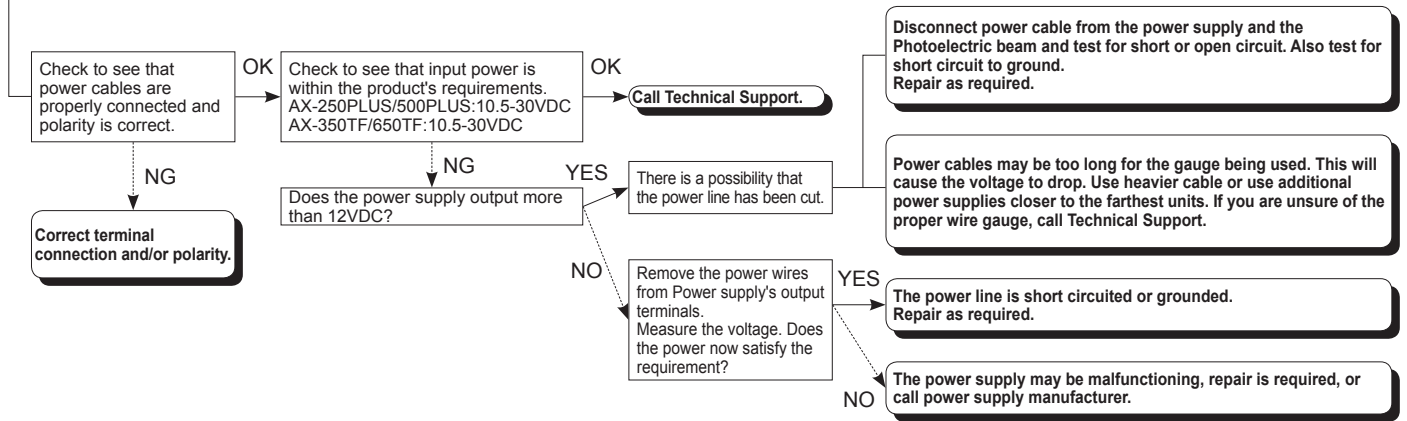 Check to see that
power cables are
properly connected and
polarity is correct.
OK
Check to see that input power is
within the product's requirements.
AX-250PLUS/500PLUS:10.5-30VDC
AX-350TF/650TF:10.5-30VDC
OK
Call Technical Support.
NG
Correct terminal
connection and/or polarity.
NG
Does the power supply output more
than 12VDC?
YES
There is a possibility that
the power line has been cut.
Disconnect power cable from the power supply and the
Photoelectric beam and test for short or open circuit. Also test for
short circuit to ground.
Repair as required.
Power cables may be too long for the gauge being used. This will
cause the voltage to drop. Use heavier cable or use additional
power supplies closer to the farthest units. If you are unsure of the
proper wire gauge, call Technical Support.
NO
Remove the power wires
from Power supply's output
terminals.
Measure the voltage. Does
the power now satisfy the
requirement?
YES
The power line is short circuited or grounded.
Repair as required.
NO
The power supply may be malfunctioning, repair is required, or
call power supply manufacturer.